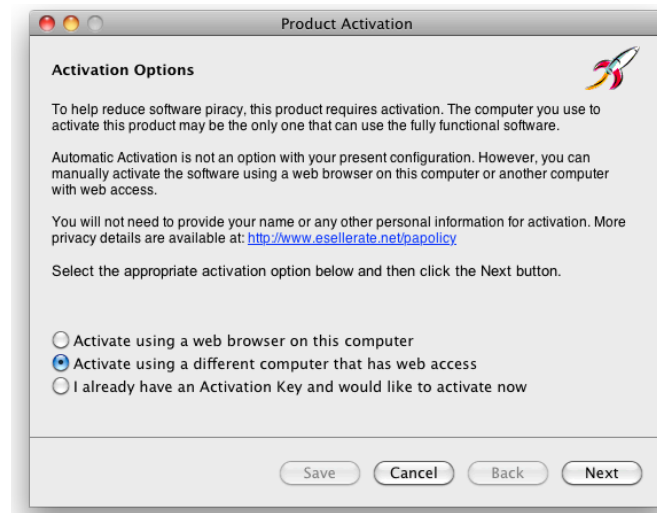 Product Activation
Activation Options
To help reduce software piracy, this product requires activation. The computer you use to
activate this product may be the only one that can use the fully functional software.
Automatic Activation is not an option with your present configuration. However, you can
manually activate the software using a web browser on this computer or another computer
with web access.
You will not need to provide your name or any other personal information for activation. More
privacy details are available at: http://www.esellerate.net/papolicy
Select the appropriate activation option below and then click the Next button.
Activate using a web browser on this computer
Activate using a different computer that has web access
I already have an Activation Key and would like to activate now
Save Cancel Back Next